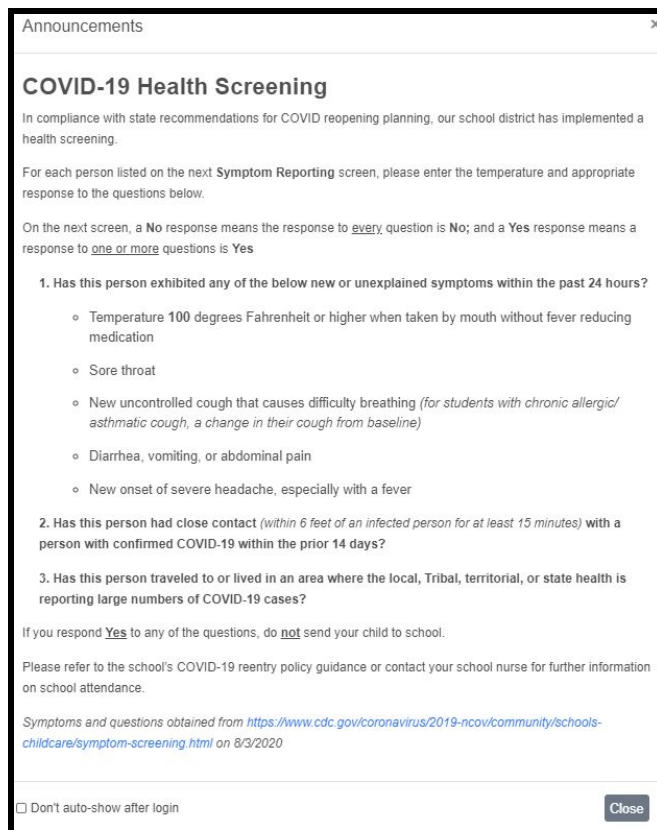 Announcements
COVID-19 Health Screening
In compliance with state recommendations for COVID reopening planning, our school district has implemented a
health screening.
For each person listed on the next Symptom Reporting screen, please enter the temperature and appropriate
response to the questions below.
On the next screen, a No response means the response to every question is No; and a Yes response means a
response to one or more questions is Yes
1. Has this person exhibited any of the below new or unexplained symptoms within the past 24 hours?
Temperature 100 degrees Fahrenheit or higher when taken by mouth without fever reducing
medication
Sore throat
New uncontrolled cough that causes difficulty breathing (for students with chronic allergic/
asthmatic cough, a change in their cough from baseline)
Diarrhea, vomiting, or abdominal pain
New onset of severe headache, especially with a fever
2. Has this person had close contact (within 6 feet of an infected person for at least 15 minutes) with a
person with confirmed COVID-19 within the prior 14 days?
3. Has this person traveled to or lived in an area where the local, Tribal, territorial, or state health is
reporting large numbers of COVID-19 cases?
If you respond Yes to any of the questions, do not send your child to school.
Please refer to the school's COVID-19 reentry policy guidance or contact your school nurse for further information
on school attendance.
Symptoms and questions obtained from https://www.cdc.gov/coronavirus/2019-ncov/community/schools-
childcare/symptom-screening.html on 8/3/2020
Don't auto-show after login
Close